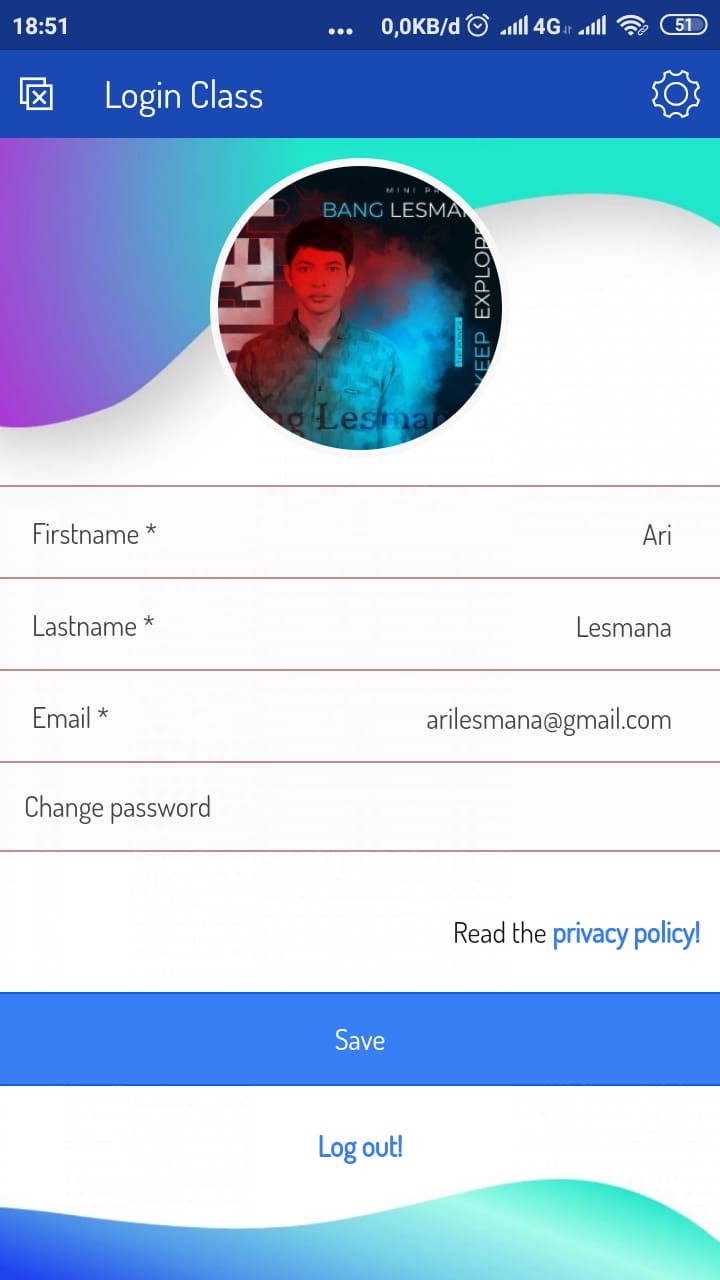 18:51 ... 0,0KB/d 4G 51
Login Class
MINI PR
BANG LESMA
KEEP EXPLORE
ng Lesman
Firstname * Ari
Lastname * Lesmana
Email * arilesmana@gmail.com
Change password
Read the privacy policy!
Save
Log out!